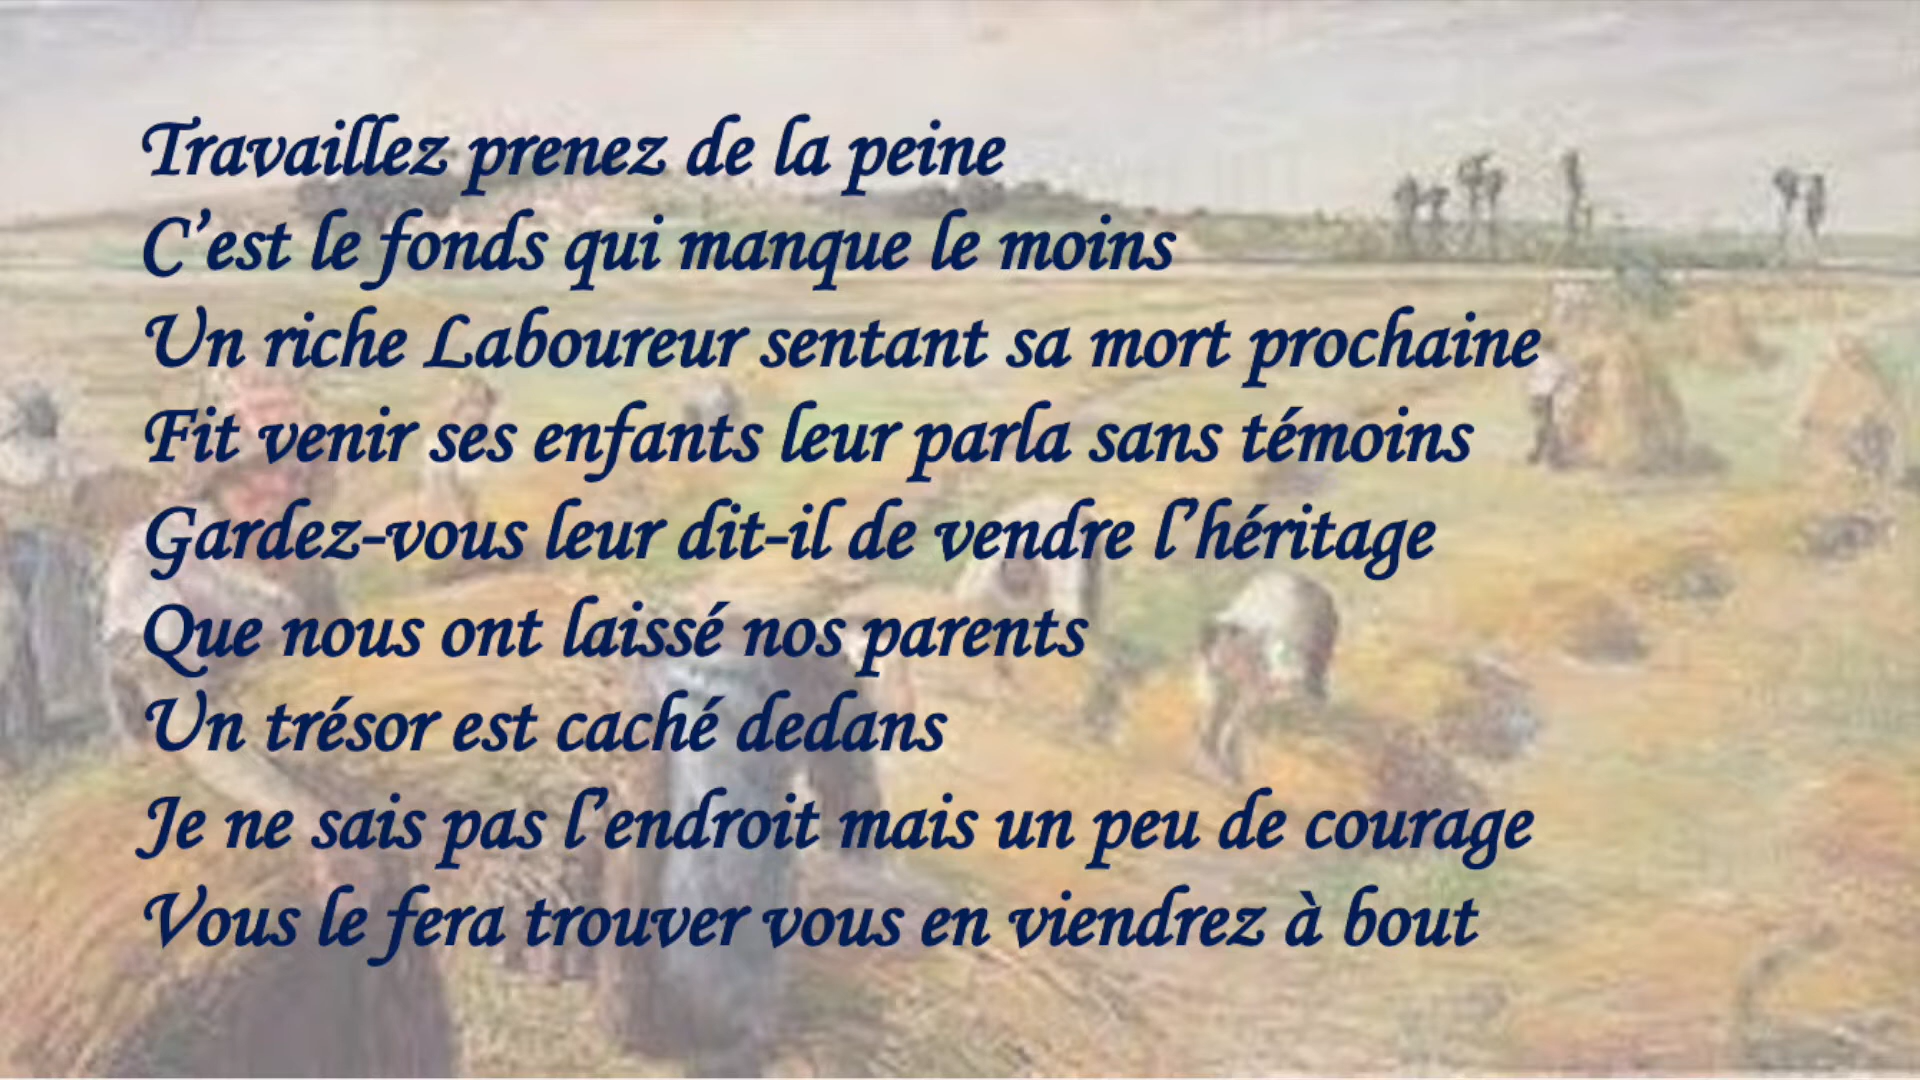 Travaillez prenez de la peine
C’est le fonds qui manque le moins
Un riche Laboureur sentant sa mort prochaine
Fit venir ses enfants leur parla sans témoins
Gardez-vous leur dit-il de vendre l’héritage
Que nous ont laissé nos parents
Un trésor est caché dedans
Je ne sais pas l’endroit mais un peu de courage
Vous le fera trouver vous en viendrez à bout